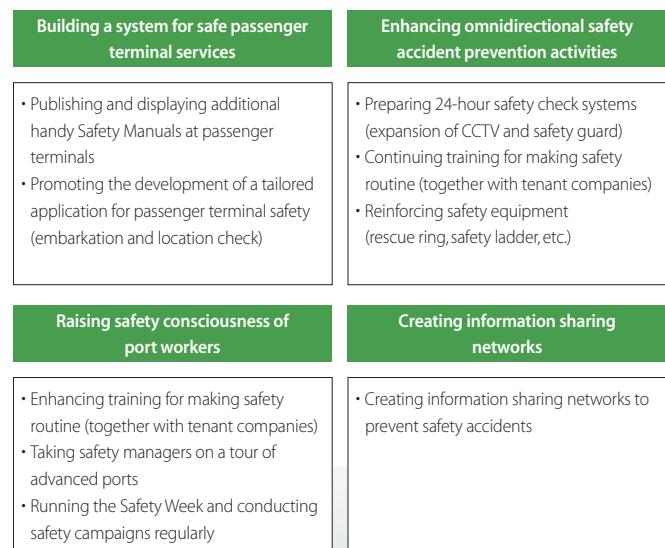 Building a system for safe passenger
terminal services
• Publishing and displaying additional
handy Safety Manuals at passenger
terminals
• Promoting the development of a tailored
application for passenger terminal safety
(embarkation and location check)
Enhancing omnidirectional safety
accident prevention activities
• Preparing 24-hour safety check systems
(expansion of CCTV and safety guard)
• Continuing training for making safety
routine (together with tenant companies)
• Reinforcing safety equipment
(rescue ring, safety ladder, etc.)
Raising safety consciousness of
port workers
• Enhancing training for making safety
routine (together with tenant companies)
• Taking safety managers on a tour of
advanced ports
• Running the Safety Week and conducting
safety campaigns regularly
Creating information sharing
networks
• Creating information sharing networks to
prevent safety accidents